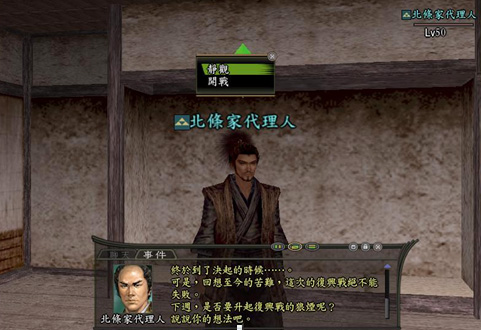 北條家代理人
Lv50
靜觀
開戰
北條家代理人
事件
終於到了決起的時候……。
可是，回想至今的苦難，這次的復興戰絕不能
失敗。
下週，是否要升起復興戰的狼煙呢？
說說你的想法吧。
北條家代理人